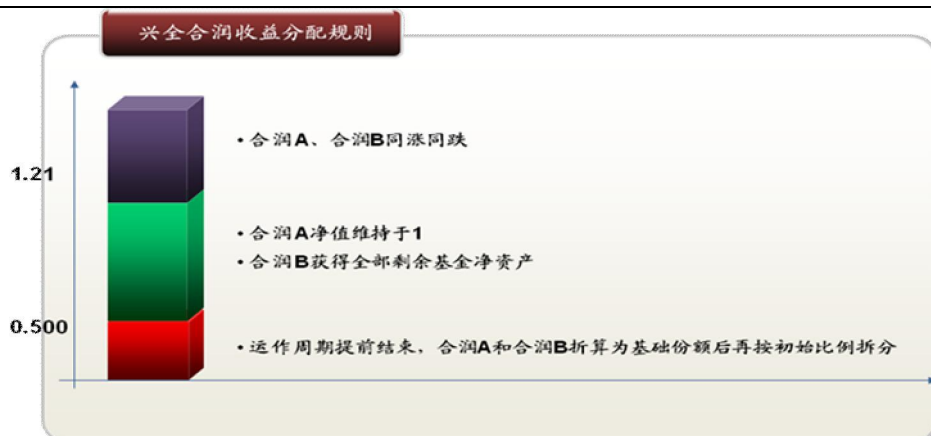 兴全合润收益分配规则
• 合润A、合润B同涨同跌
1.21
• 合润A净值维持于1
• 合润B获得全部剩余基金净资产
0.500
• 运作周期提前结束，合润A和合润B折算为基础份额后再按初始比例拆分